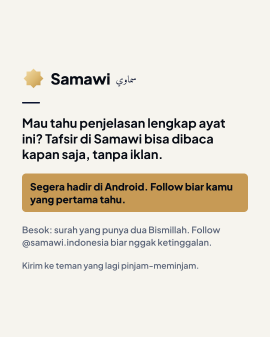 Samawi سماوي
Mau tahu penjelasan lengkap ayat
ini? Tafsir di Samawi bisa dibaca
kapan saja, tanpa iklan.
Segera hadir di Android. Follow biar kamu
yang pertama tahu.
Besok: surah yang punya dua Bismillah. Follow
@samawi.indonesia biar nggak ketinggalan.
Kirim ke teman yang lagi pinjam-meminjam.